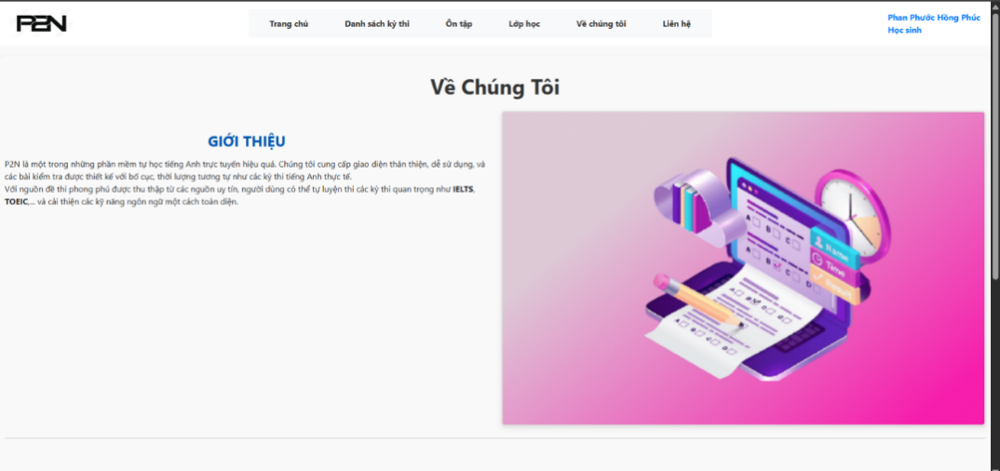 P2N
Trang chủ
Danh sách kỳ thi
Ôn tập
Lớp học
Về chúng tôi
Liên hệ
Phan Phước Hồng Phúc
Học sinh
Về Chúng Tôi
GIỚI THIỆU
P2N là một trong những phần mềm tự học tiếng Anh trực tuyến hiệu quả. Chúng tôi cung cấp giao diện thân thiện, dễ sử dụng, và
các bài kiểm tra được thiết kế với bố cục, thời lượng tương tự như các kỳ thi tiếng Anh thực tế.
Với nguồn đề thi phong phú được thu thập từ các nguồn uy tín, người dùng có thể tự luyện thi các kỳ thi quan trọng như IELTS,
TOEIC,... và cải thiện các kỹ năng ngôn ngữ một cách toàn diện.
A B C
A B C D
Name
Time
Result
A B C D
A B C D